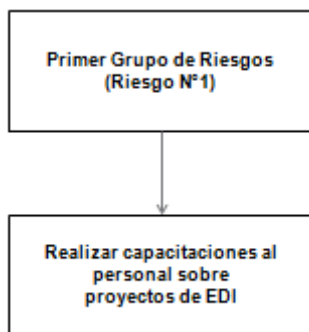 Primer Grupo de Riesgos
(Riesgo N°1)
Realizar capacitaciones al
personal sobre
proyectos de EDI